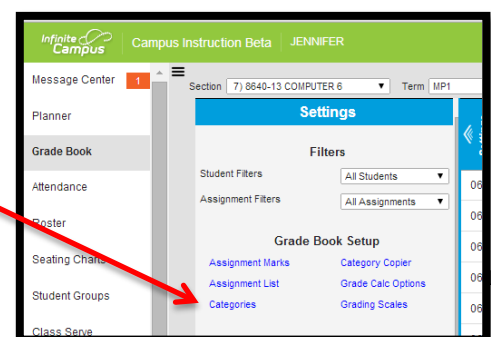 Infinite Campus
Campus Instruction Beta JENNIFER
Message Center 1
Planner
Grade Book
Attendance
Roster
Seating Charts
Student Groups
Class Serve
Section 7) 8640-13 COMPUTER 6 Term MP1
Settings
Filters
Student Filters All Students
Assignment Filters All Assignments
Grade Book Setup
Assignment Marks Category Copier
Assignment List Grade Calc Options
Categories Grading Scales
06
06
06
06
06